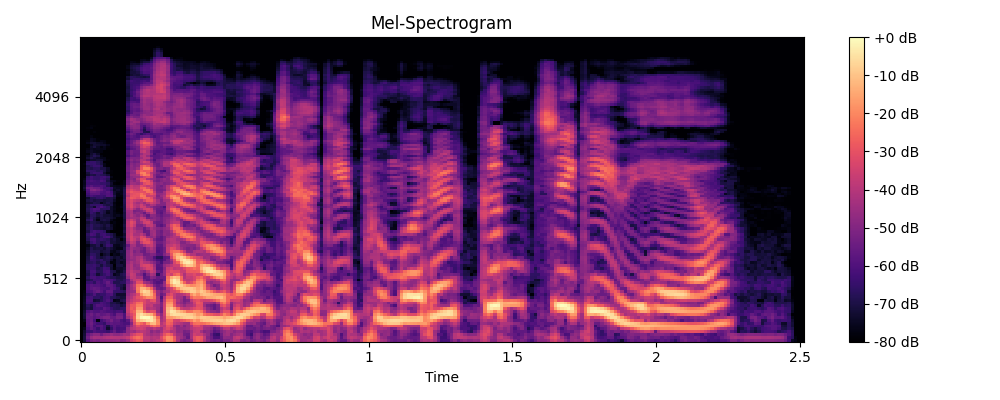 Mel-Spectrogram
+0 dB
-10 dB
-20 dB
-30 dB
-40 dB
-50 dB
-60 dB
-70 dB
-80 dB
4096
2048
1024
512
0
Hz
0 0.5 1 1.5 2 2.5
Time